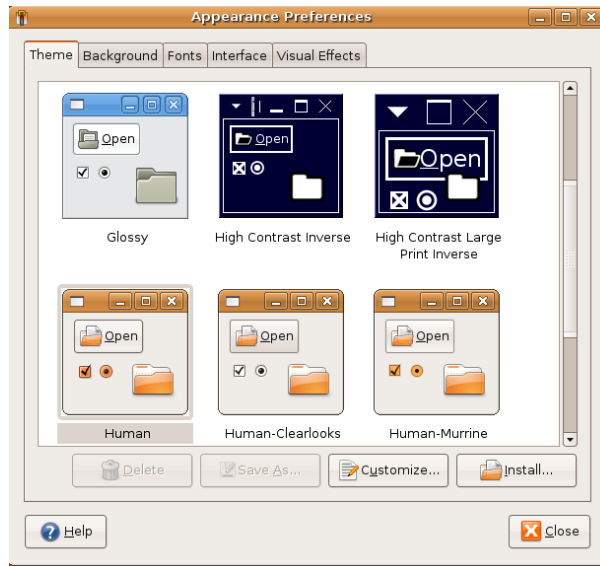 Appearance Preferences
Theme Background Fonts Interface Visual Effects
Open
Open
Open
Glossy
High Contrast Inverse
High Contrast Large
Print Inverse
Open
Open
Open
Human
Human-Clearlooks
Human-Murrine
Delete
Save As...
Customize...
Install...
Help
Close